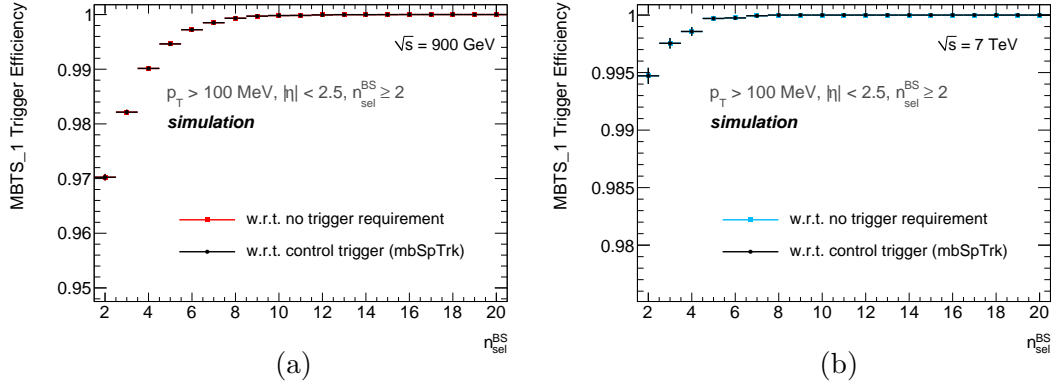 MBTS_1 Trigger Efficiency
1
0.99
0.98
0.97
0.96
0.95
√s = 900 GeV
p_T > 100 MeV, |η| < 2.5, n_sel^BS ≥ 2
simulation
w.r.t. no trigger requirement
w.r.t. control trigger (mbSpTrk)
2 4 6 8 10 12 14 16 18 20
n_sel^BS
(a)
MBTS_1 Trigger Efficiency
1
0.995
0.99
0.985
0.98
√s = 7 TeV
p_T > 100 MeV, |η| < 2.5, n_sel^BS ≥ 2
simulation
w.r.t. no trigger requirement
w.r.t. control trigger (mbSpTrk)
2 4 6 8 10 12 14 16 18 20
n_sel^BS
(b)